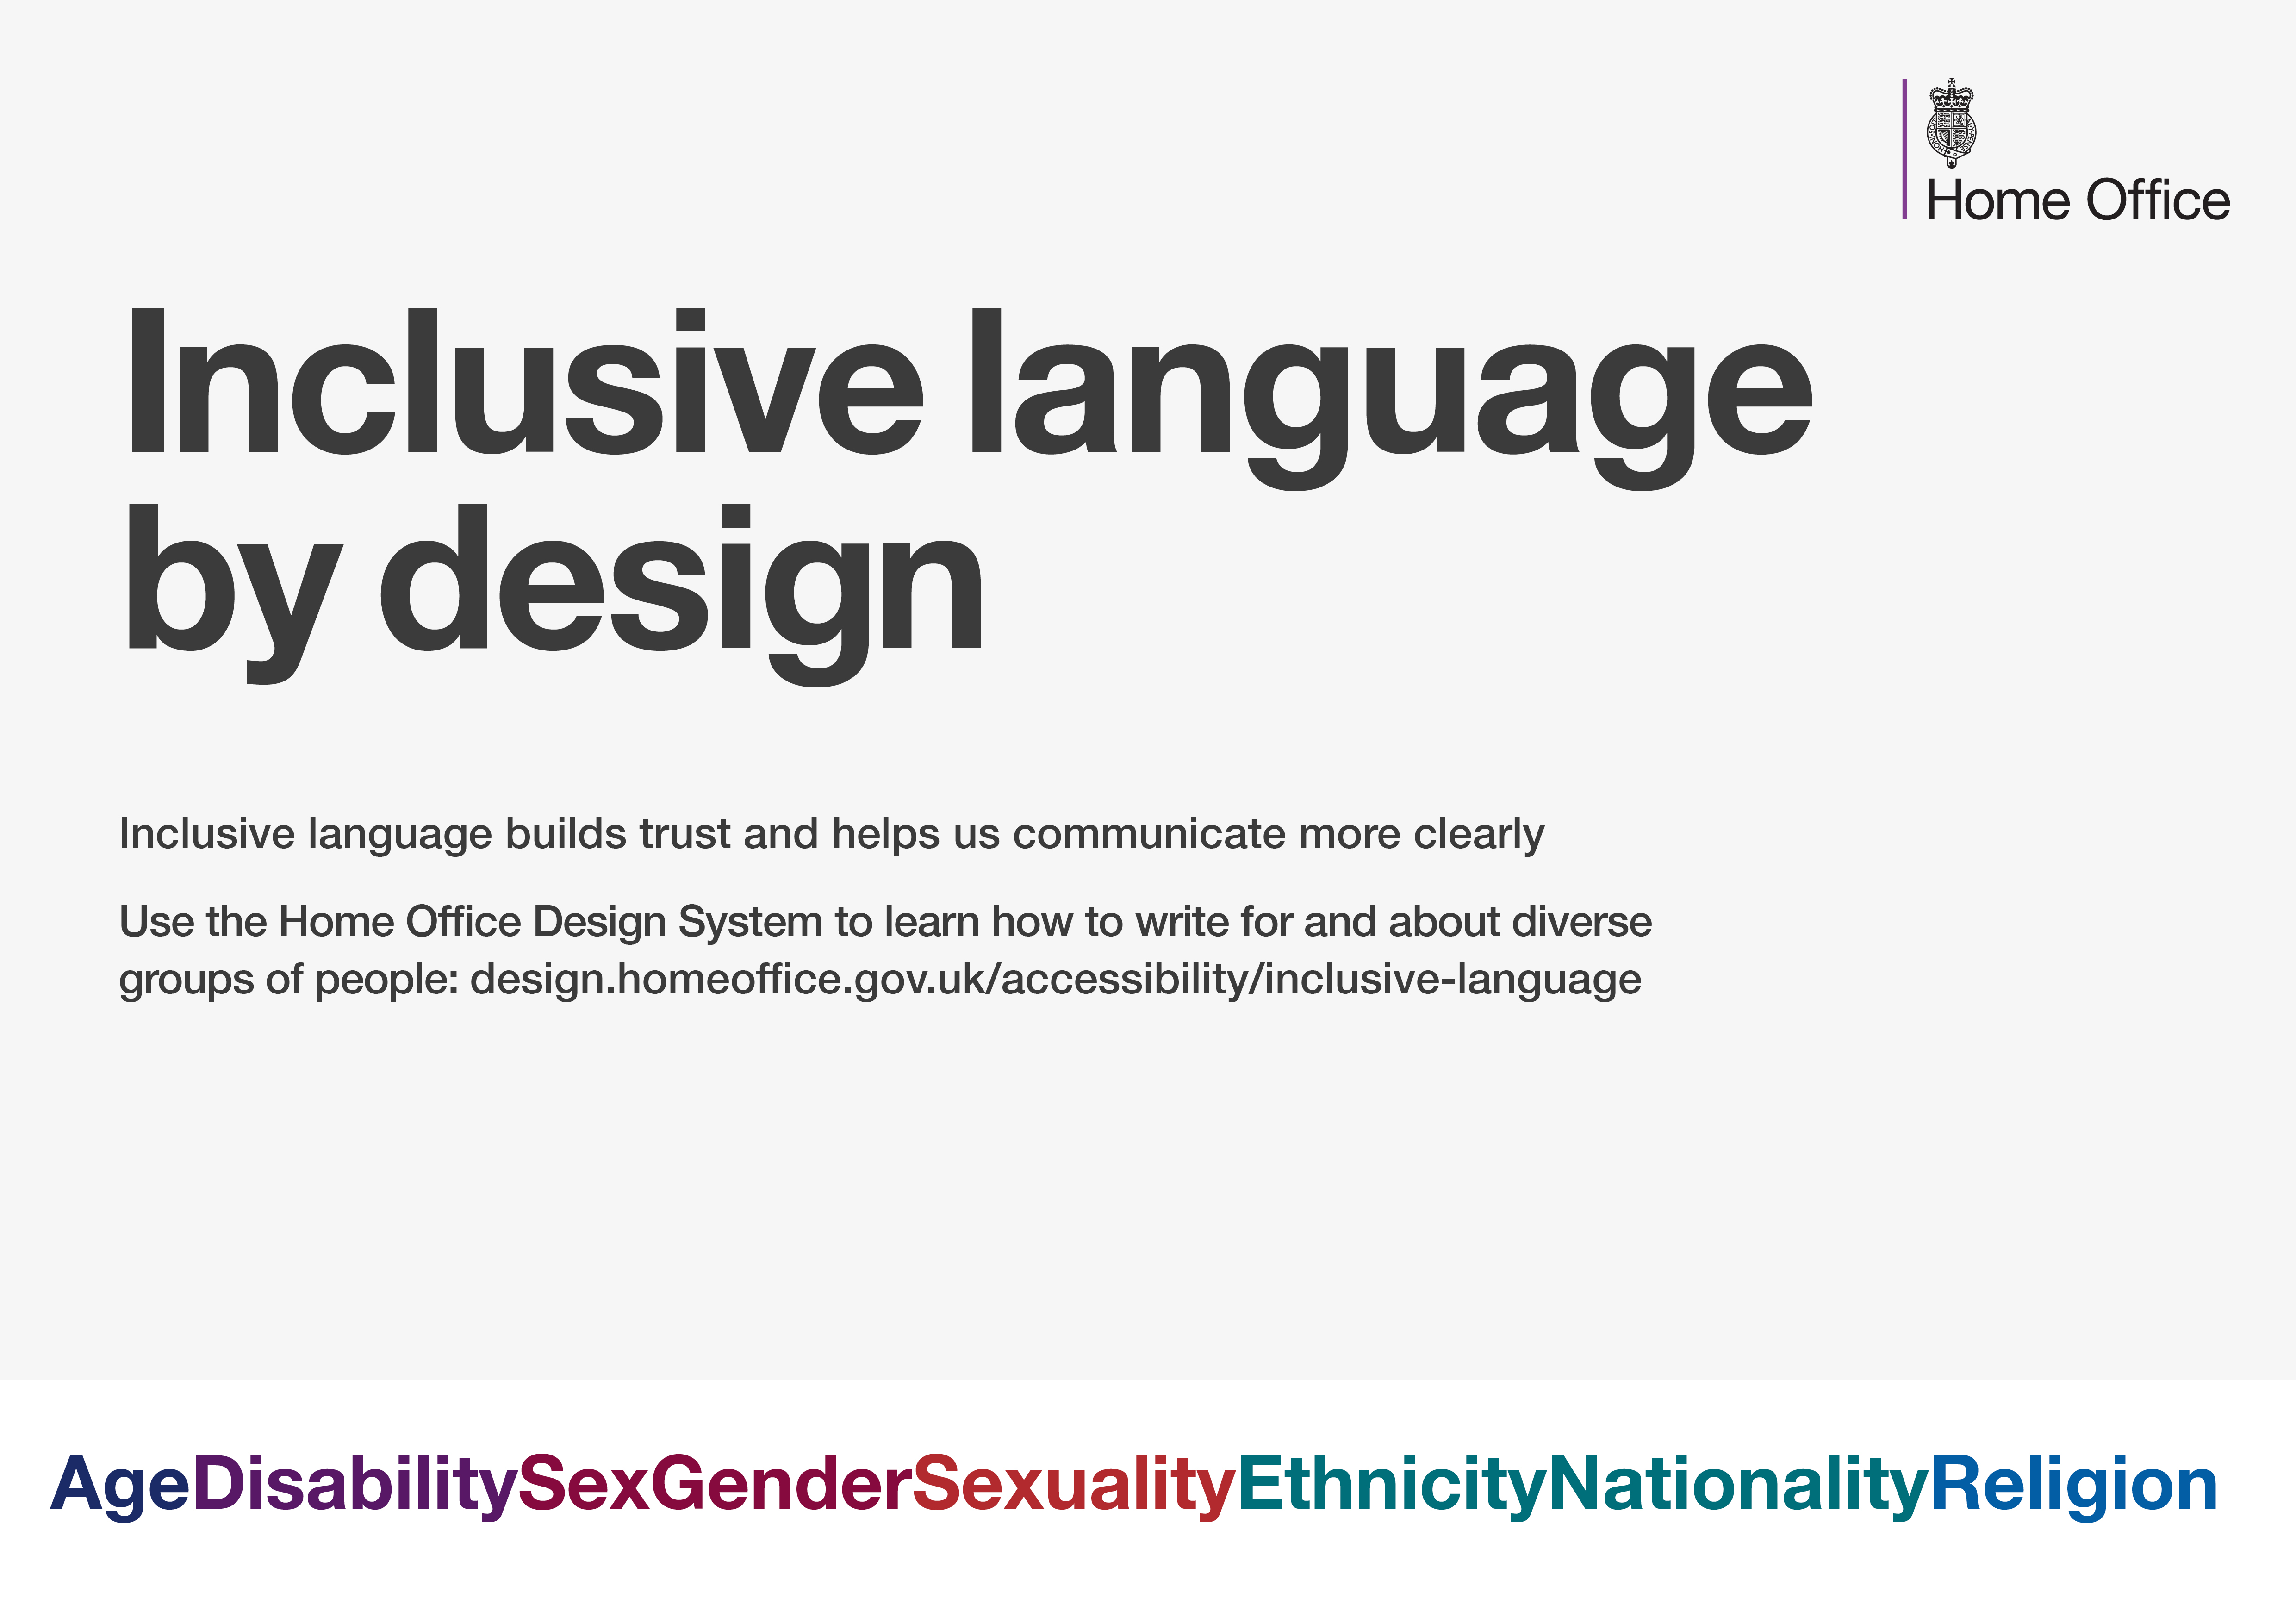 Home Office
Inclusive language
by design
Inclusive language builds trust and helps us communicate more clearly
Use the Home Office Design System to learn how to write for and about diverse
groups of people: design.homeoffice.gov.uk/accessibility/inclusive-language
AgeDisabilitySexGenderSexualityEthnicityNationalityReligion